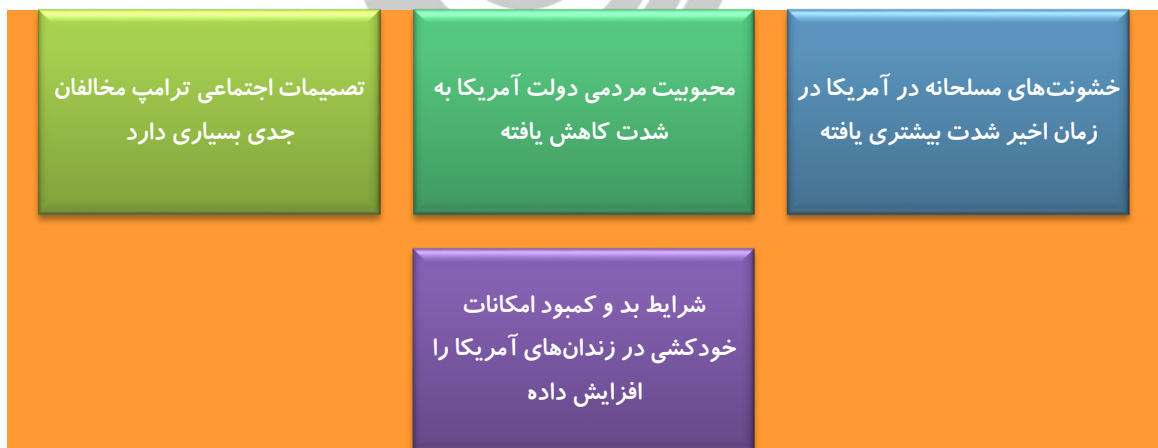 خشونت‌های مسلحانه در آمریکا در
زمان اخیر شدت بیشتری یافته
محبوبیت مردمی دولت آمریکا به
شدت کاهش یافته
تصمیمات اجتماعی ترامپ مخالفان
جدی بسیاری دارد
شرایط بد و کمبود امکانات
خودکشی در زندان‌های آمریکا را
افزایش داده